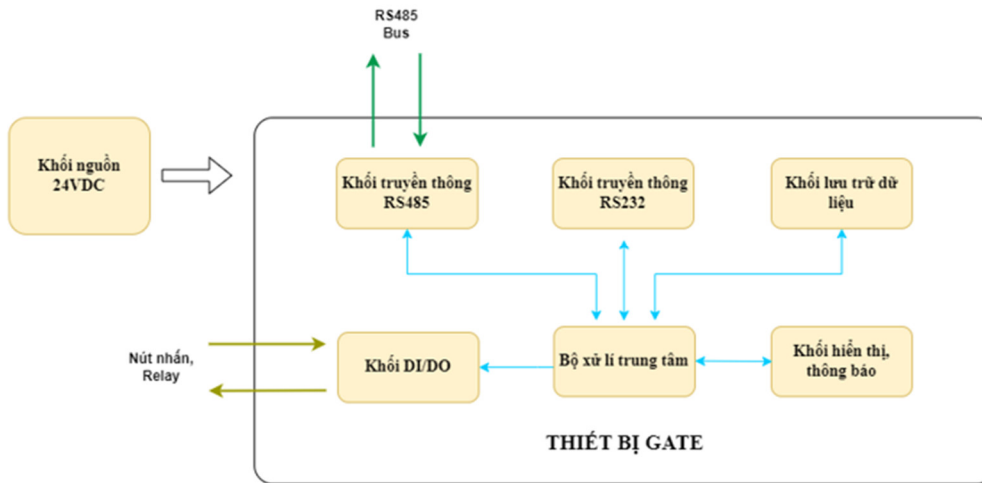 RS485
Bus
Khối nguồn
24VDC
Khối truyền thông
RS485
Khối truyền thông
RS232
Khối lưu trữ dữ
liệu
Nút nhấn,
Relay
Khối DI/DO
Bộ xử lí trung tâm
Khối hiển thị,
thông báo
THIẾT BỊ GATE